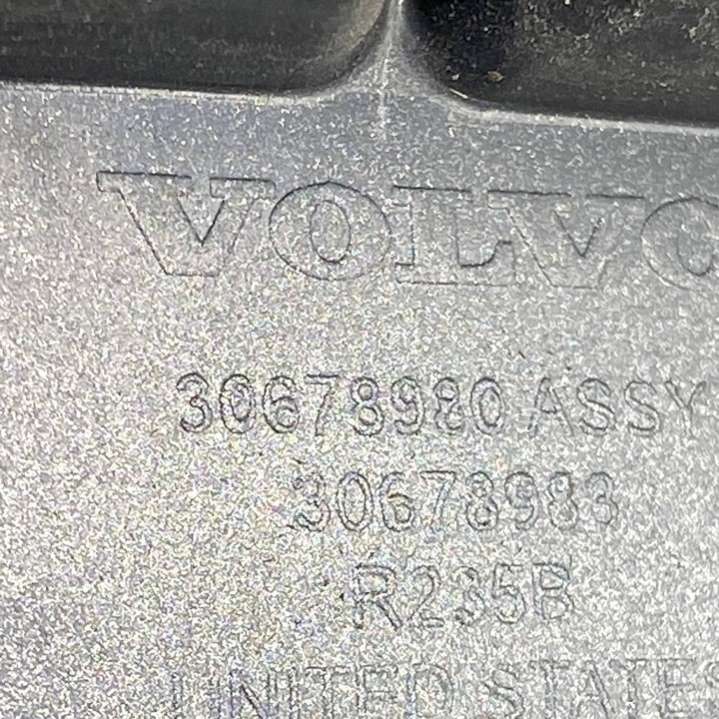 VOLVO
30678980 ASSY
30678983
R235B
UNITED STATES